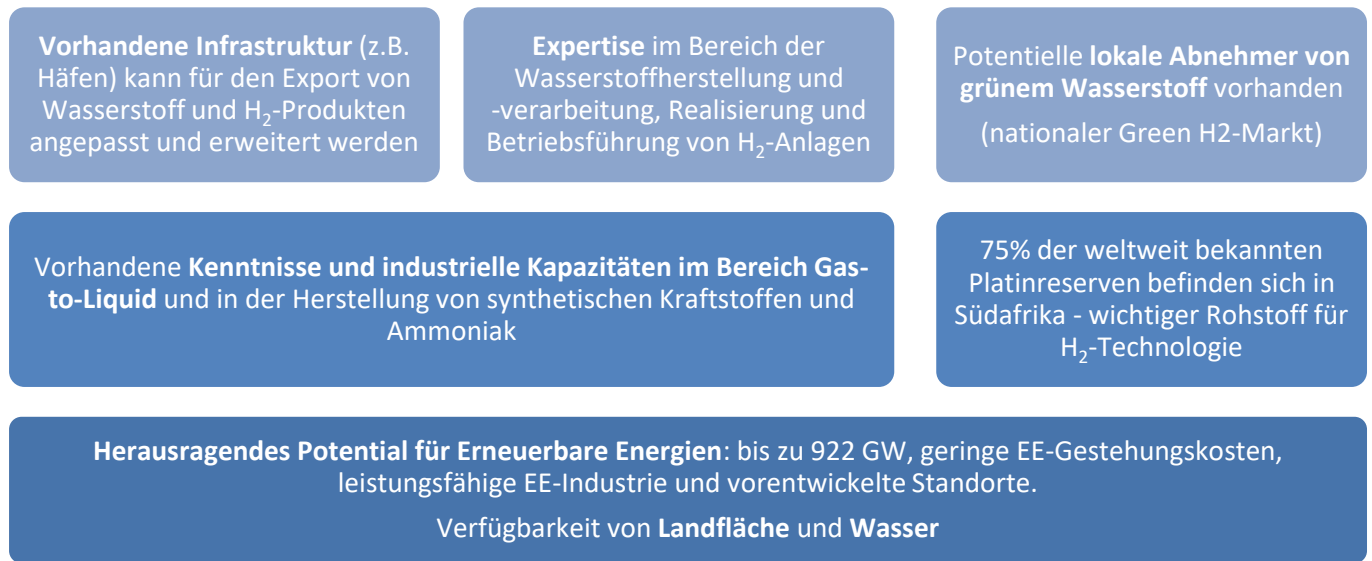 Vorhandene Infrastruktur (z.B.
Häfen) kann für den Export von
Wasserstoff und H₂-Produkten
angepasst und erweitert werden
Expertise im Bereich der
Wasserstoffherstellung und
-verarbeitung, Realisierung und
Betriebsführung von H₂-Anlagen
Potentielle lokale Abnehmer von
grünem Wasserstoff vorhanden
(nationaler Green H2-Markt)
Vorhandene Kenntnisse und industrielle Kapazitäten im Bereich Gas-
to-Liquid und in der Herstellung von synthetischen Kraftstoffen und
Ammoniak
75% der weltweit bekannten
Platinreserven befinden sich in
Südafrika - wichtiger Rohstoff für
H₂-Technologie
Herausragendes Potential für Erneuerbare Energien: bis zu 922 GW, geringe EE-Gestehungskosten,
leistungsfähige EE-Industrie und vorentwickelte Standorte.
Verfügbarkeit von Landfläche und Wasser